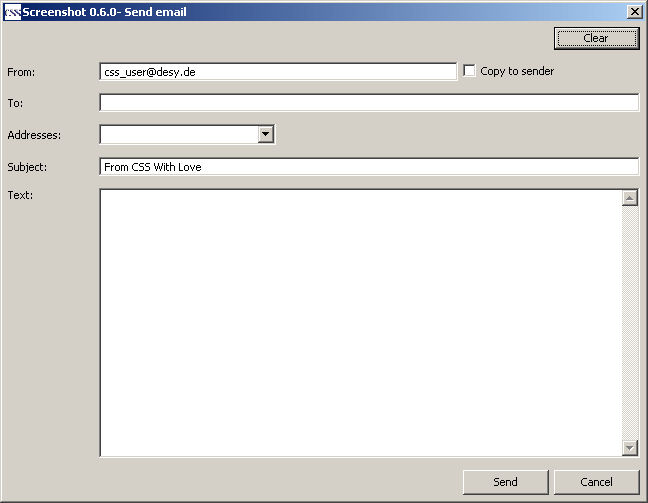 CSS Screenshot 0.6.0- Send email
Clear
From: css_user@desy.de Copy to sender
To:
Addresses:
Subject: From CSS With Love
Text:
Send Cancel